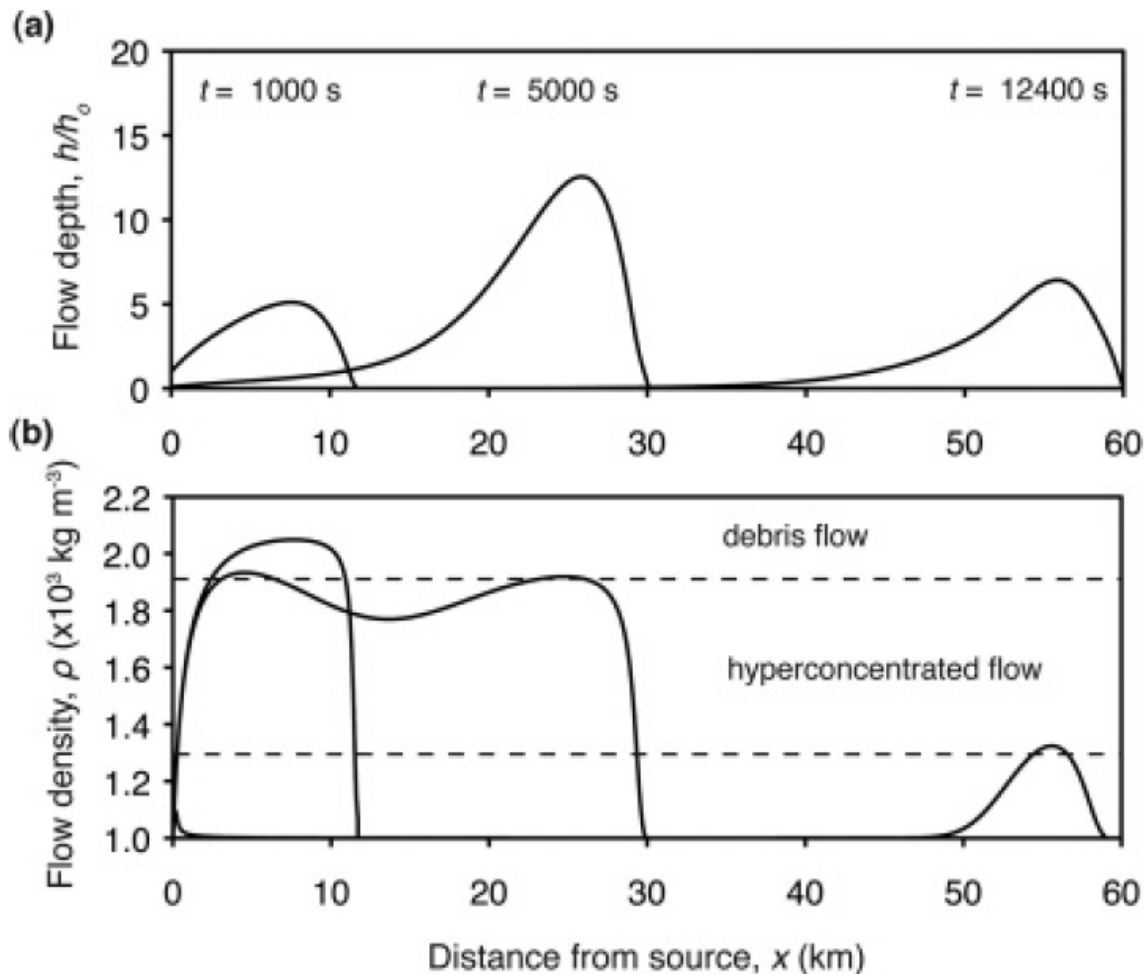 (a)
20
15
10
5
0
Flow depth, h/hₒ
t = 1000 s
t = 5000 s
t = 12400 s
0 10 20 30 40 50 60
(b)
2.2
2.0
1.8
1.6
1.4
1.2
1.0
Flow density, ρ (x10³ kg m⁻³)
debris flow
hyperconcentrated flow
0 10 20 30 40 50 60
Distance from source, x (km)